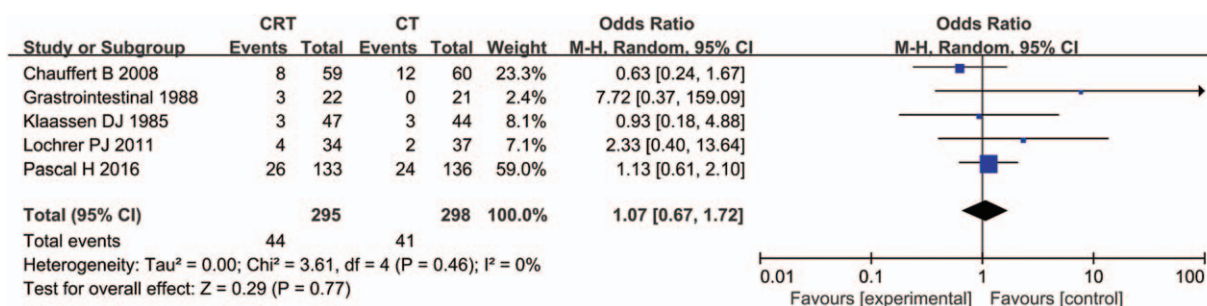 CRT CT Odds Ratio Odds Ratio
Study or Subgroup Events Total Events Total Weight M-H, Random, 95% CI M-H, Random, 95% CI
Chauffert B 2008 8 59 12 60 23.3% 0.63 [0.24, 1.67]
Grastrointestinal 1988 3 22 0 21 2.4% 7.72 [0.37, 159.09]
Klaassen DJ 1985 3 47 3 44 8.1% 0.93 [0.18, 4.88]
Lochrer PJ 2011 4 34 2 37 7.1% 2.33 [0.40, 13.64]
Pascal H 2016 26 133 24 136 59.0% 1.13 [0.61, 2.10]
Total (95% CI) 295 298 100.0% 1.07 [0.67, 1.72]
Total events 44 41
Heterogeneity: Tau² = 0.00; Chi² = 3.61, df = 4 (P = 0.46); I² = 0%
Test for overall effect: Z = 0.29 (P = 0.77)
0.01 0.1 1 10 100
Favours [experimental] Favours [control]